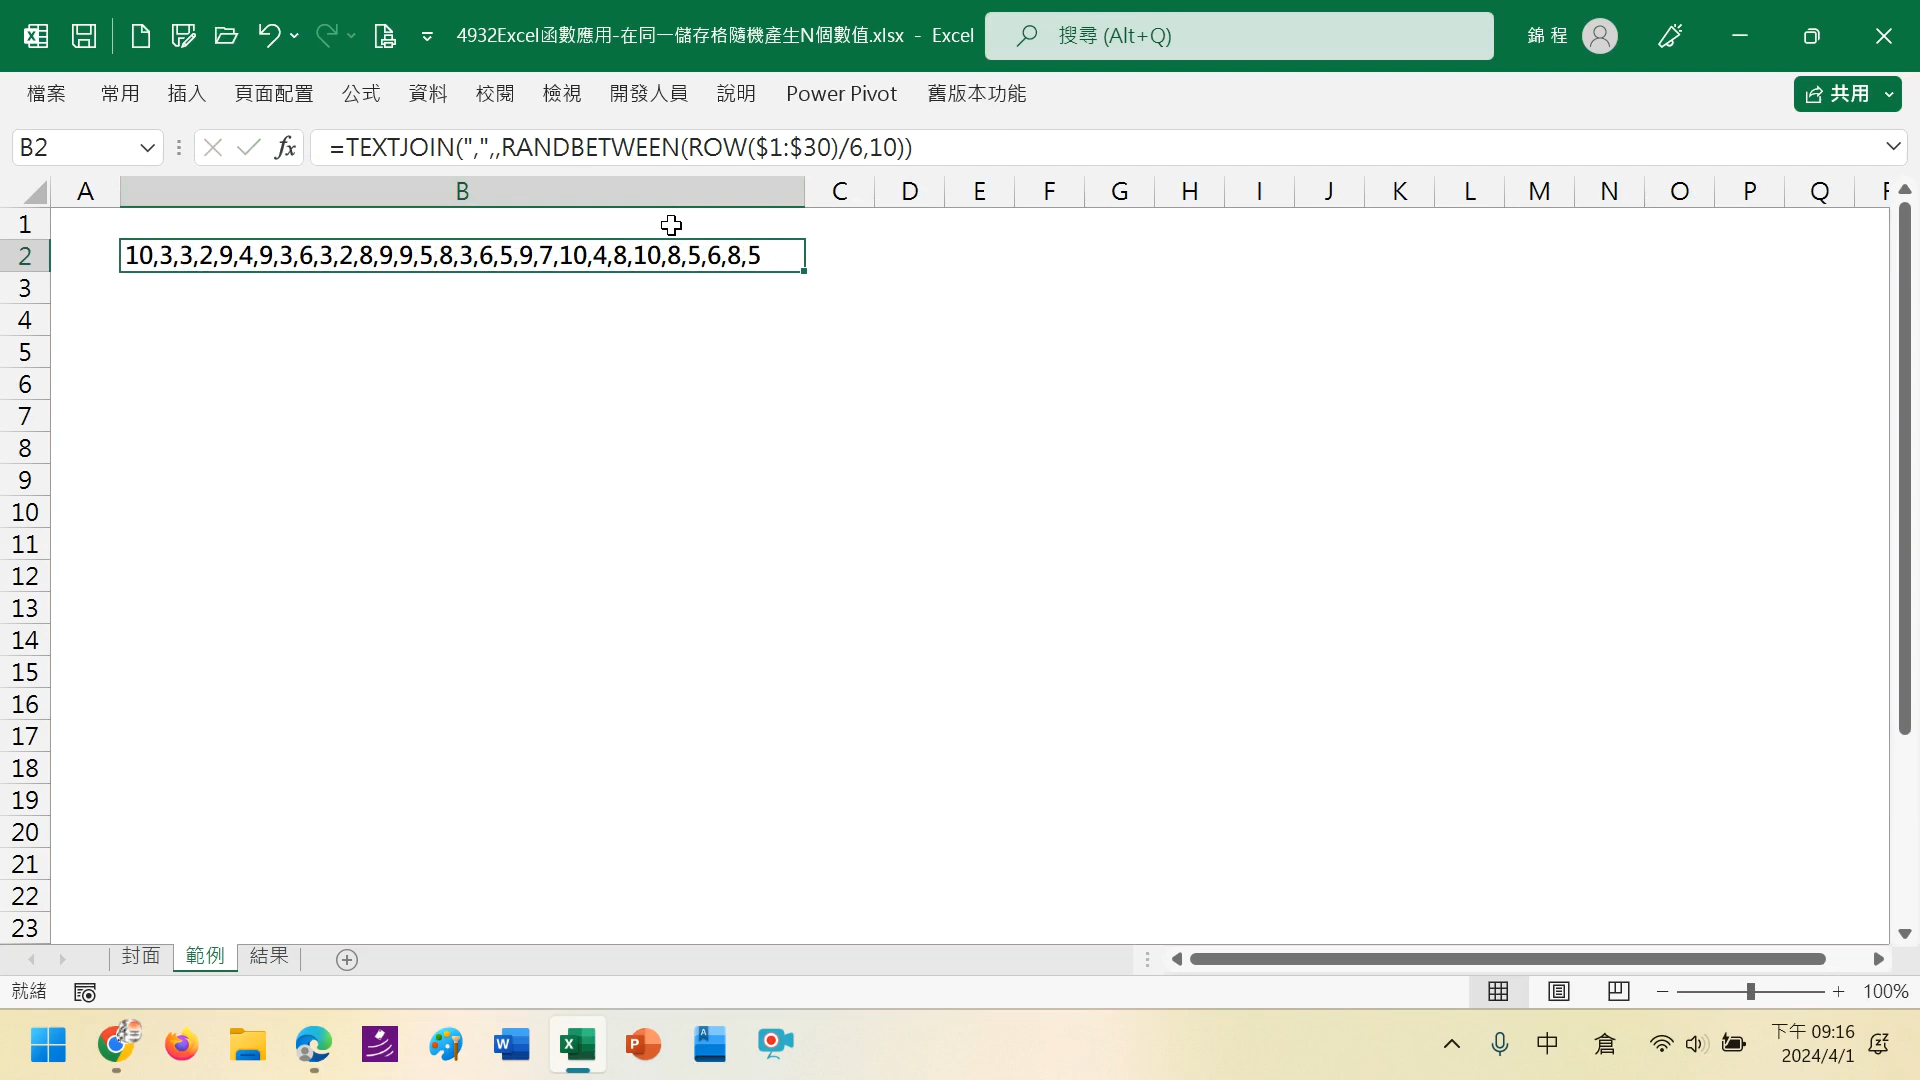 4932Excel函數應用-在同一儲存格隨機產生N個數值.xlsx - Excel
搜尋 (Alt+Q)
錦 程
檔案 常用 插入 頁面配置 公式 資料 校閱 檢視 開發人員 說明 Power Pivot 舊版本功能
共用
B2
fx
=TEXTJOIN(",",,RANDBETWEEN(ROW($1:$30)/6,10))
A B C D E F G H I J K L M N O P Q
1
2 10,3,3,2,9,4,9,3,6,3,2,8,9,9,5,8,3,6,5,9,7,10,4,8,10,8,5,6,8,5
3
4
5
6
7
8
9
10
11
12
13
14
15
16
17
18
19
20
21
22
23
封面 範例 結果
就緒
100%
中 倉
下午 09:16
2024/4/1